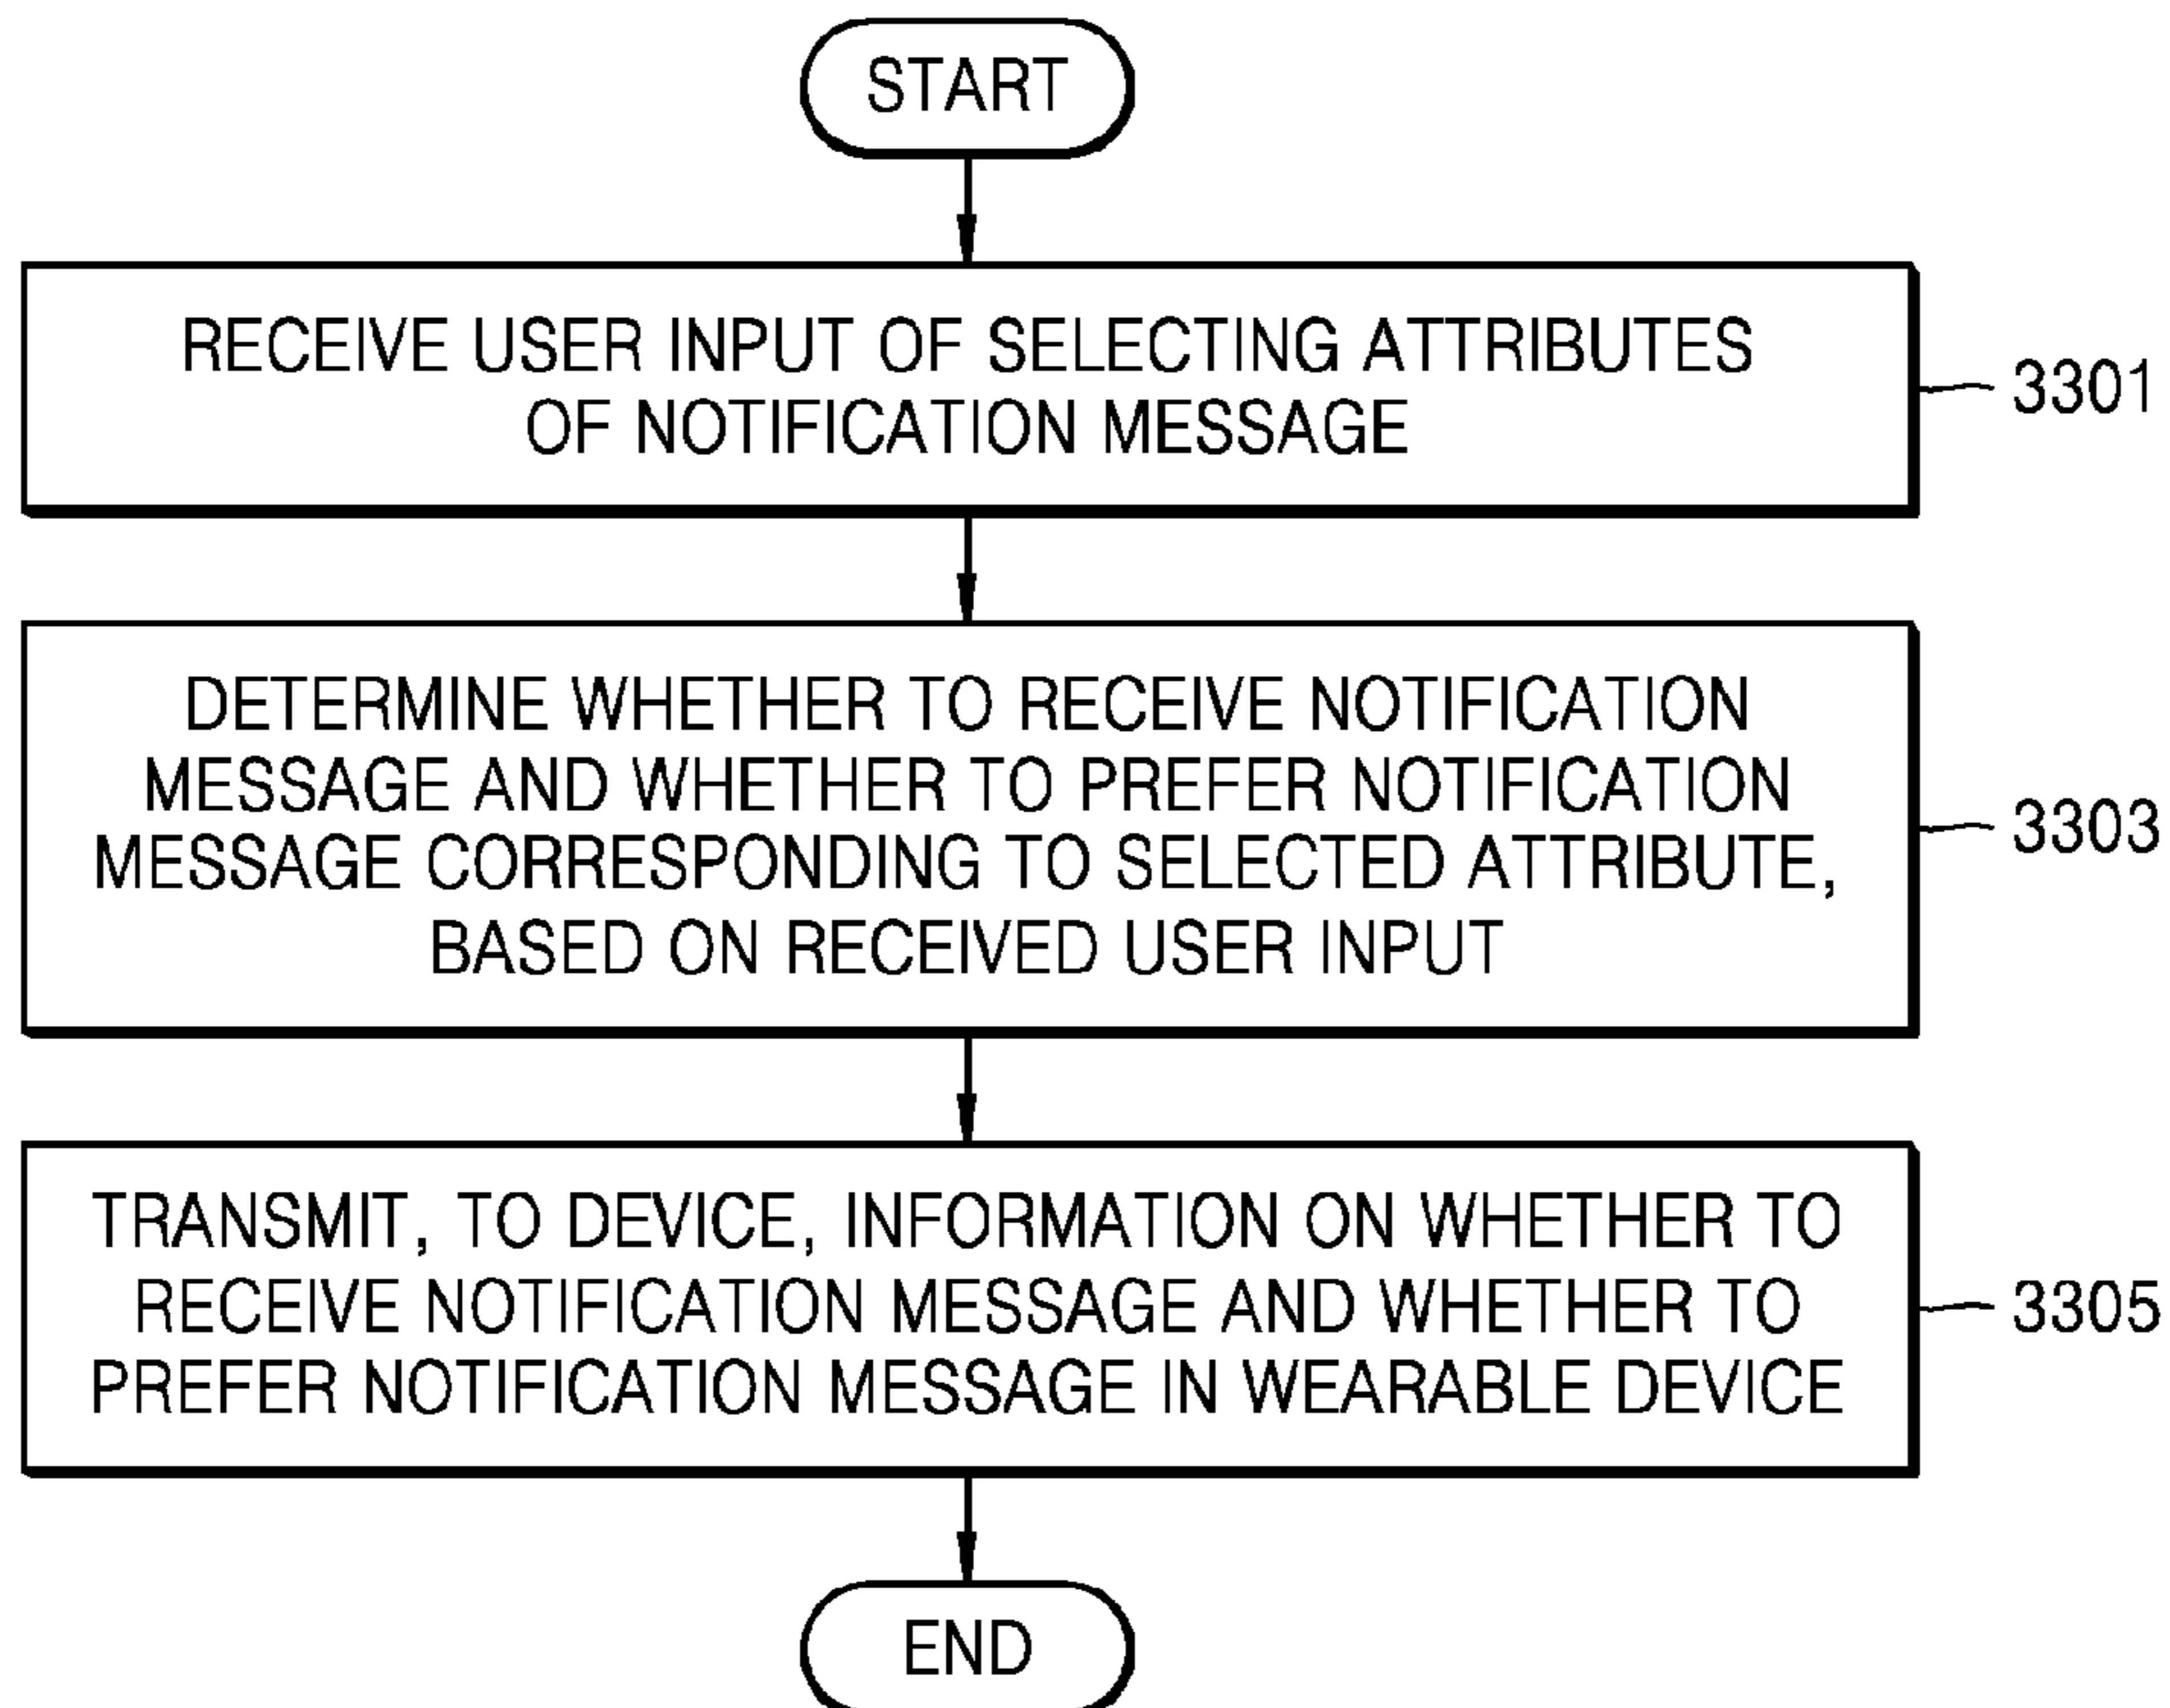 START
RECEIVE USER INPUT OF SELECTING ATTRIBUTES
OF NOTIFICATION MESSAGE
3301
DETERMINE WHETHER TO RECEIVE NOTIFICATION
MESSAGE AND WHETHER TO PREFER NOTIFICATION
MESSAGE CORRESPONDING TO SELECTED ATTRIBUTE,
BASED ON RECEIVED USER INPUT
3303
TRANSMIT, TO DEVICE, INFORMATION ON WHETHER TO
RECEIVE NOTIFICATION MESSAGE AND WHETHER TO
PREFER NOTIFICATION MESSAGE IN WEARABLE DEVICE
3305
END